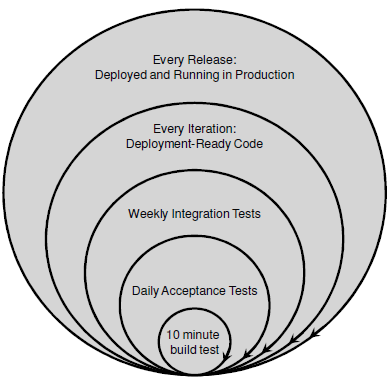 Every Release:
Deployed and Running in Production
Every Iteration:
Deployment-Ready Code
Weekly Integration Tests
Daily Acceptance Tests
10 minute
build test